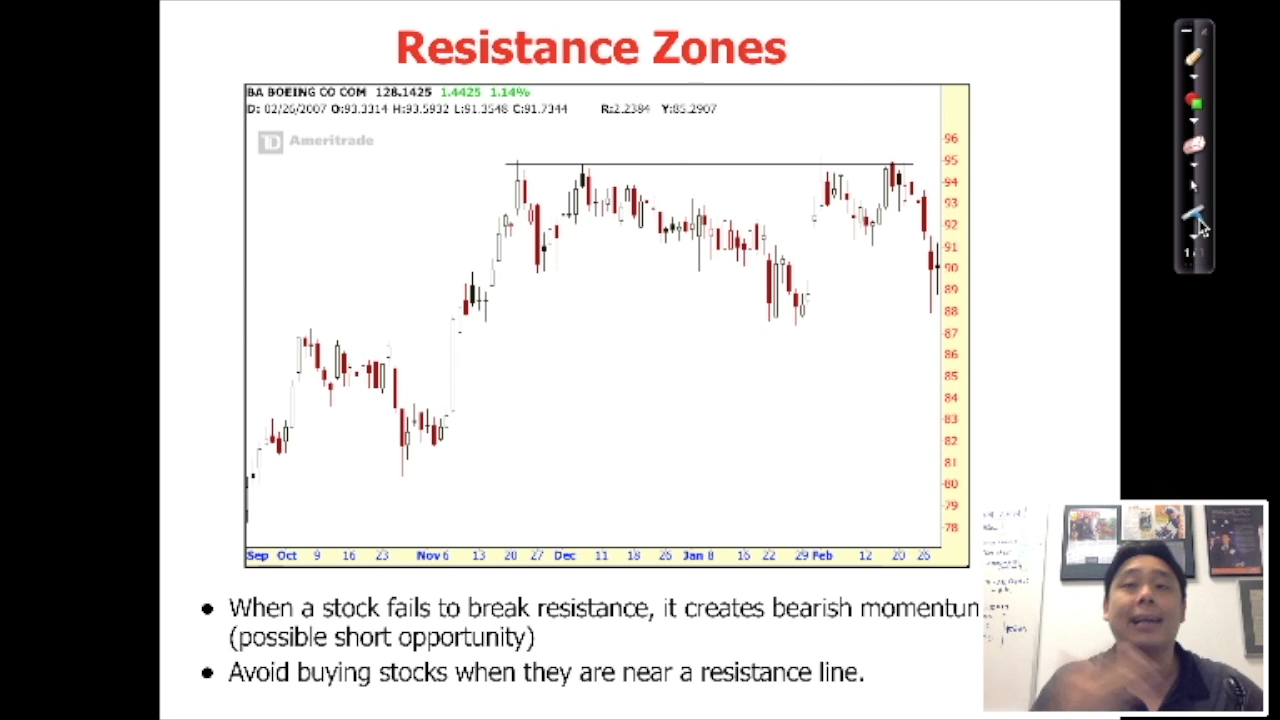 Resistance Zones
BA BOEING CO COM 128.1425 1.4425 1.14%
D: 02/26/2007 O:93.3314 H:93.5932 L:91.3548 C:91.7344 R:2.2384 Y:85.2907
TD Ameritrade
96
95
94
93
92
91
90
89
88
87
86
85
84
83
82
81
80
79
78
Sep Oct 9 16 23 Nov 6 13 20 27 Dec 11 18 26 Jan 8 16 22 29 Feb 12 20 26
• When a stock fails to break resistance, it creates bearish momentun
(possible short opportunity)
• Avoid buying stocks when they are near a resistance line.